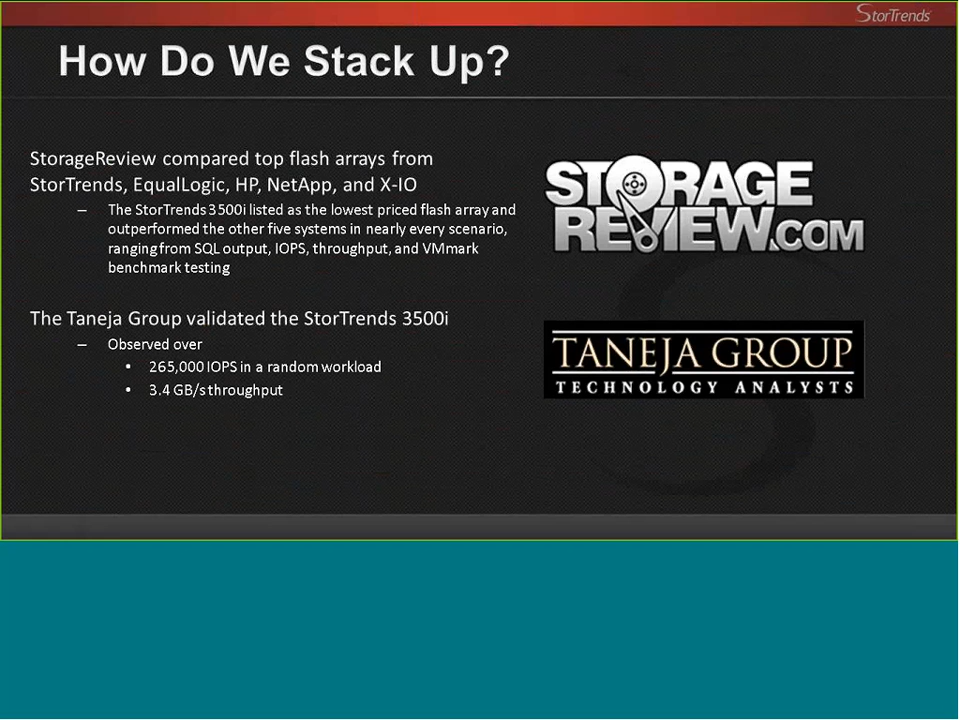 StorTrends
How Do We Stack Up?
StorageReview compared top flash arrays from
StorTrends, EqualLogic, HP, NetApp, and X-IO
– The StorTrends 3500i listed as the lowest priced flash array and
outperformed the other five systems in nearly every scenario,
ranging from SQL output, IOPS, throughput, and VMmark
benchmark testing
STORAGE
REVIEW.COM
The Taneja Group validated the StorTrends 3500i
– Observed over
• 265,000 IOPS in a random workload
• 3.4 GB/s throughput
TANEJA GROUP
TECHNOLOGY ANALYSTS